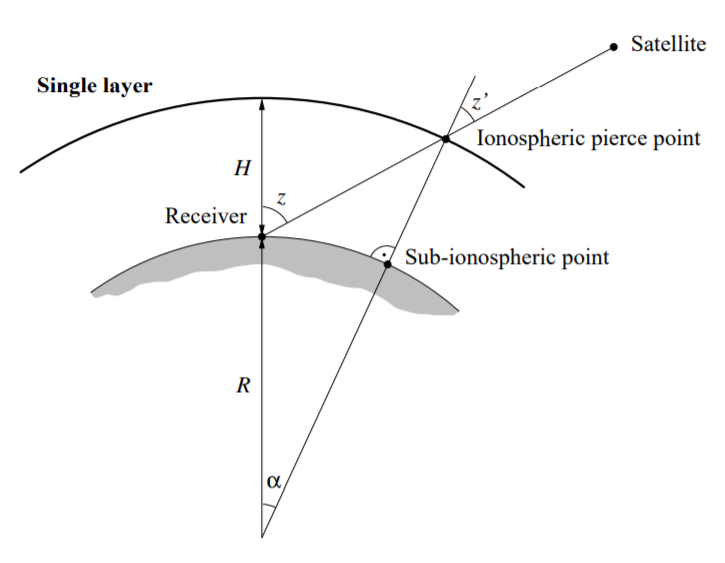 Satellite
Single layer
z’
Ionospheric pierce point
H
z
Receiver
Sub-ionospheric point
R
α